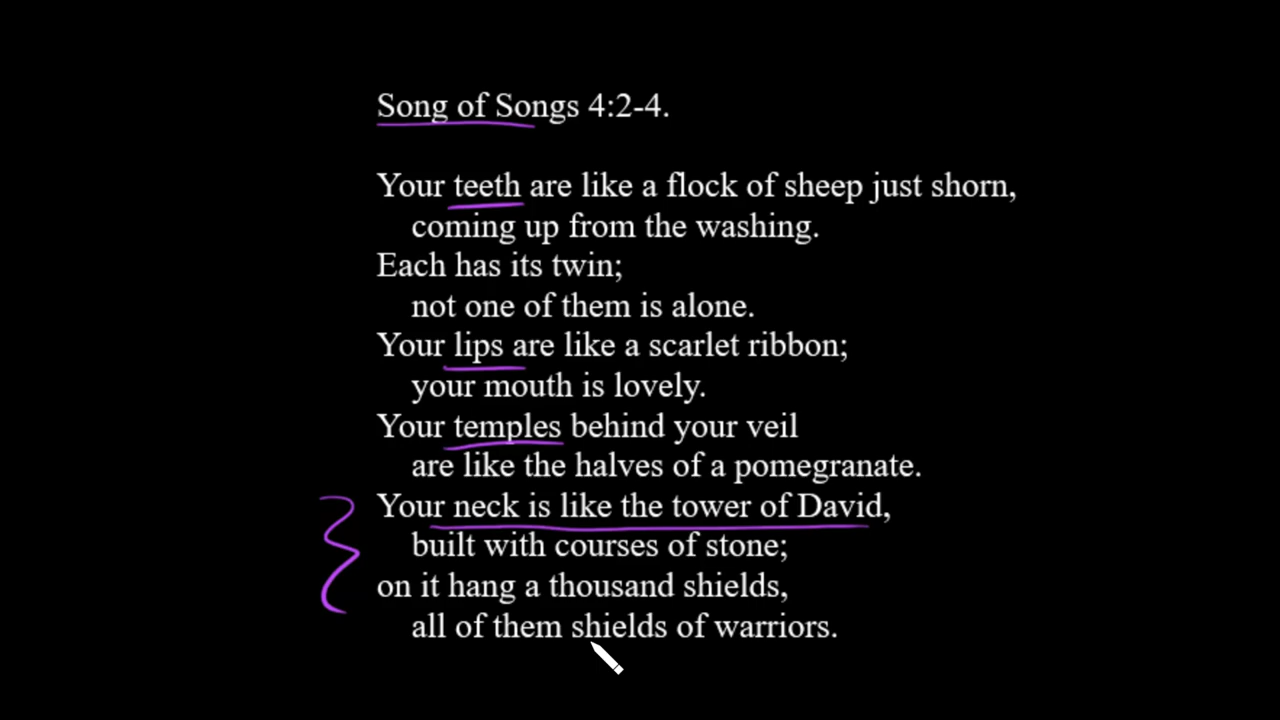 Song of Songs 4:2-4.
Your teeth are like a flock of sheep just shorn,
coming up from the washing.
Each has its twin;
not one of them is alone.
Your lips are like a scarlet ribbon;
your mouth is lovely.
Your temples behind your veil
are like the halves of a pomegranate.
Your neck is like the tower of David,
built with courses of stone;
on it hang a thousand shields,
all of them shields of warriors.